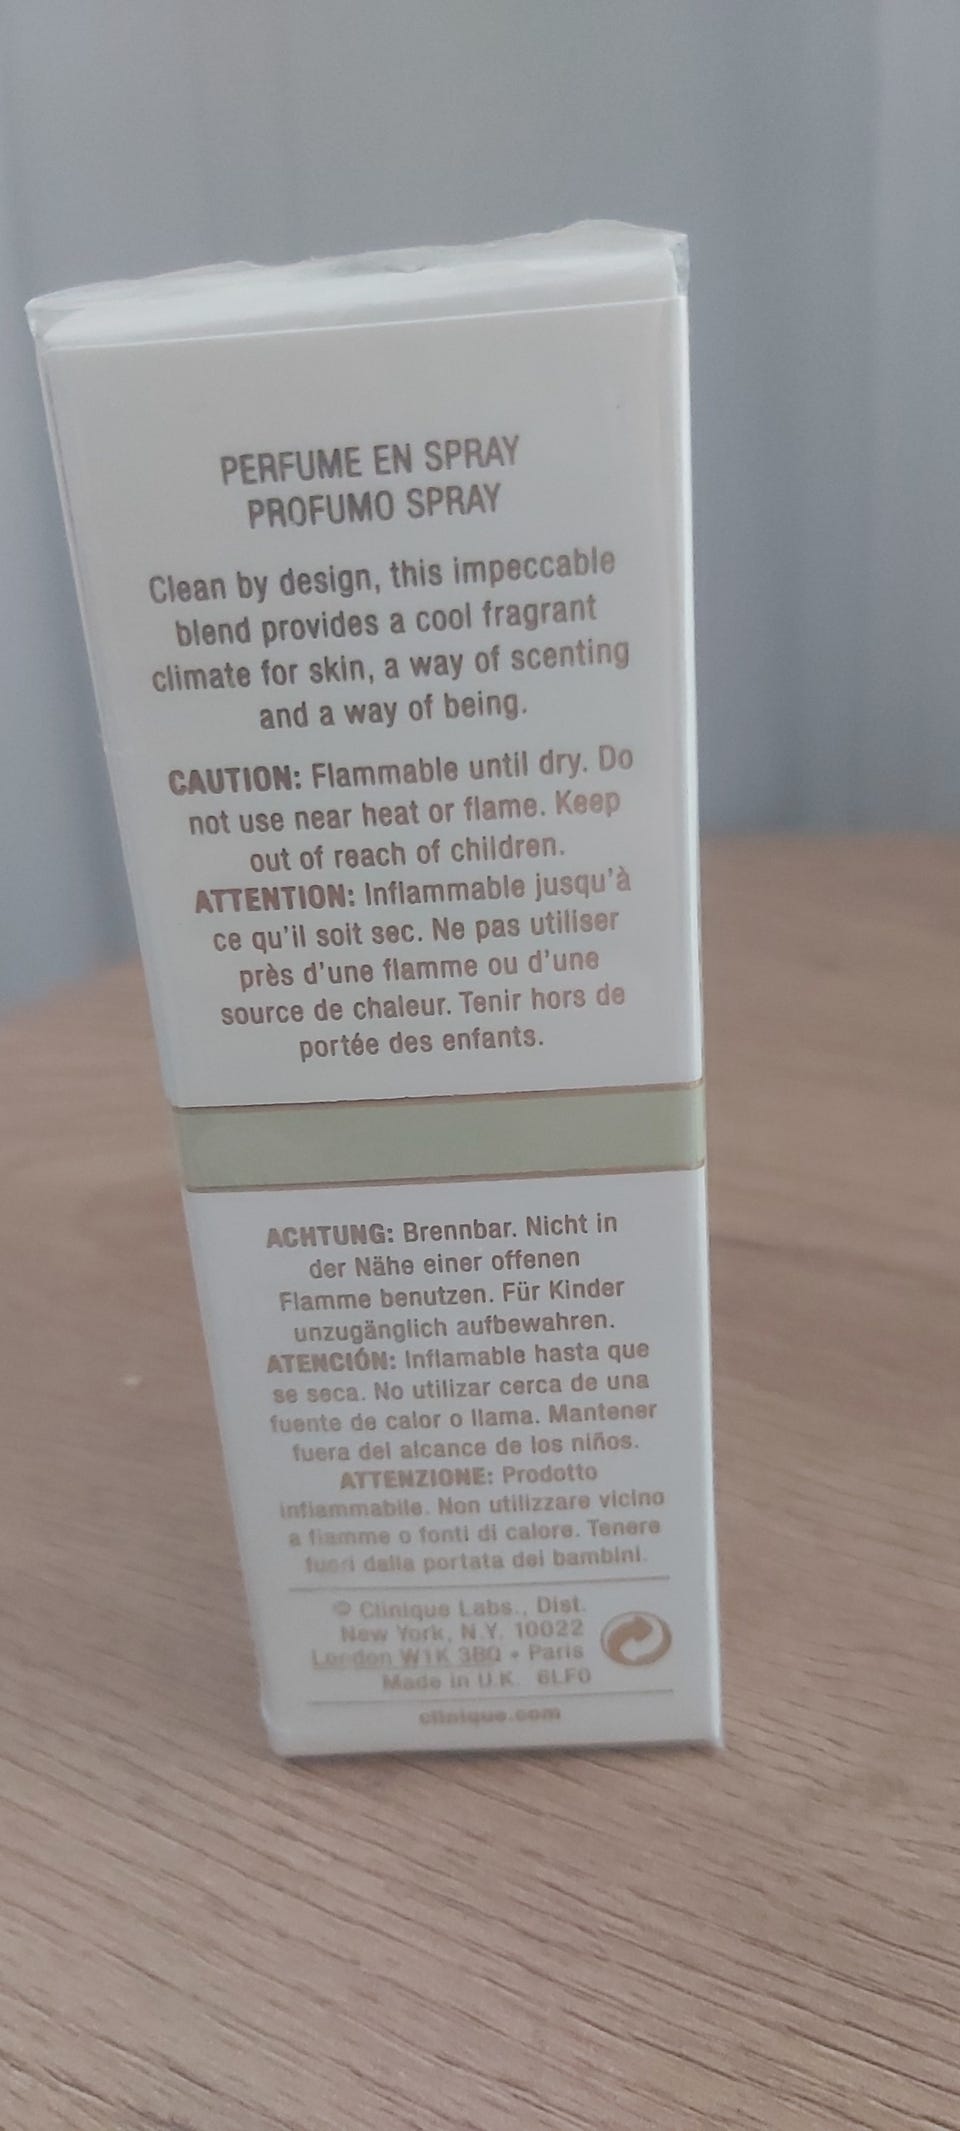 PERFUME EN SPRAY
PROFUMO SPRAY
Clean by design, this impeccable
blend provides a cool fragrant
climate for skin, a way of scenting
and a way of being.
CAUTION: Flammable until dry. Do
not use near heat or flame. Keep
out of reach of children.
ATTENTION: Inflammable jusqu'à
ce qu'il soit sec. Ne pas utiliser
près d'une flamme ou d'une
source de chaleur. Tenir hors de
portée des enfants.
ACHTUNG: Brennbar. Nicht in
der Nähe einer offenen
Flamme benutzen. Für Kinder
unzugänglich aufbewahren.
ATENCIÓN: Inflamable hasta que
se seca. No utilizar cerca de una
fuente de calor o llama. Mantener
fuera del alcance de los niños.
ATTENZIONE: Prodotto
infiammabile. Non utilizzare vicino
a fiamme o fonti di calore. Tenere
fuori dalla portata dei bambini.
© Clinique Labs., Dist.
New York, N.Y. 10022
London W1K 3BQ • Paris
Made in U.K. 6LF0
clinique.com